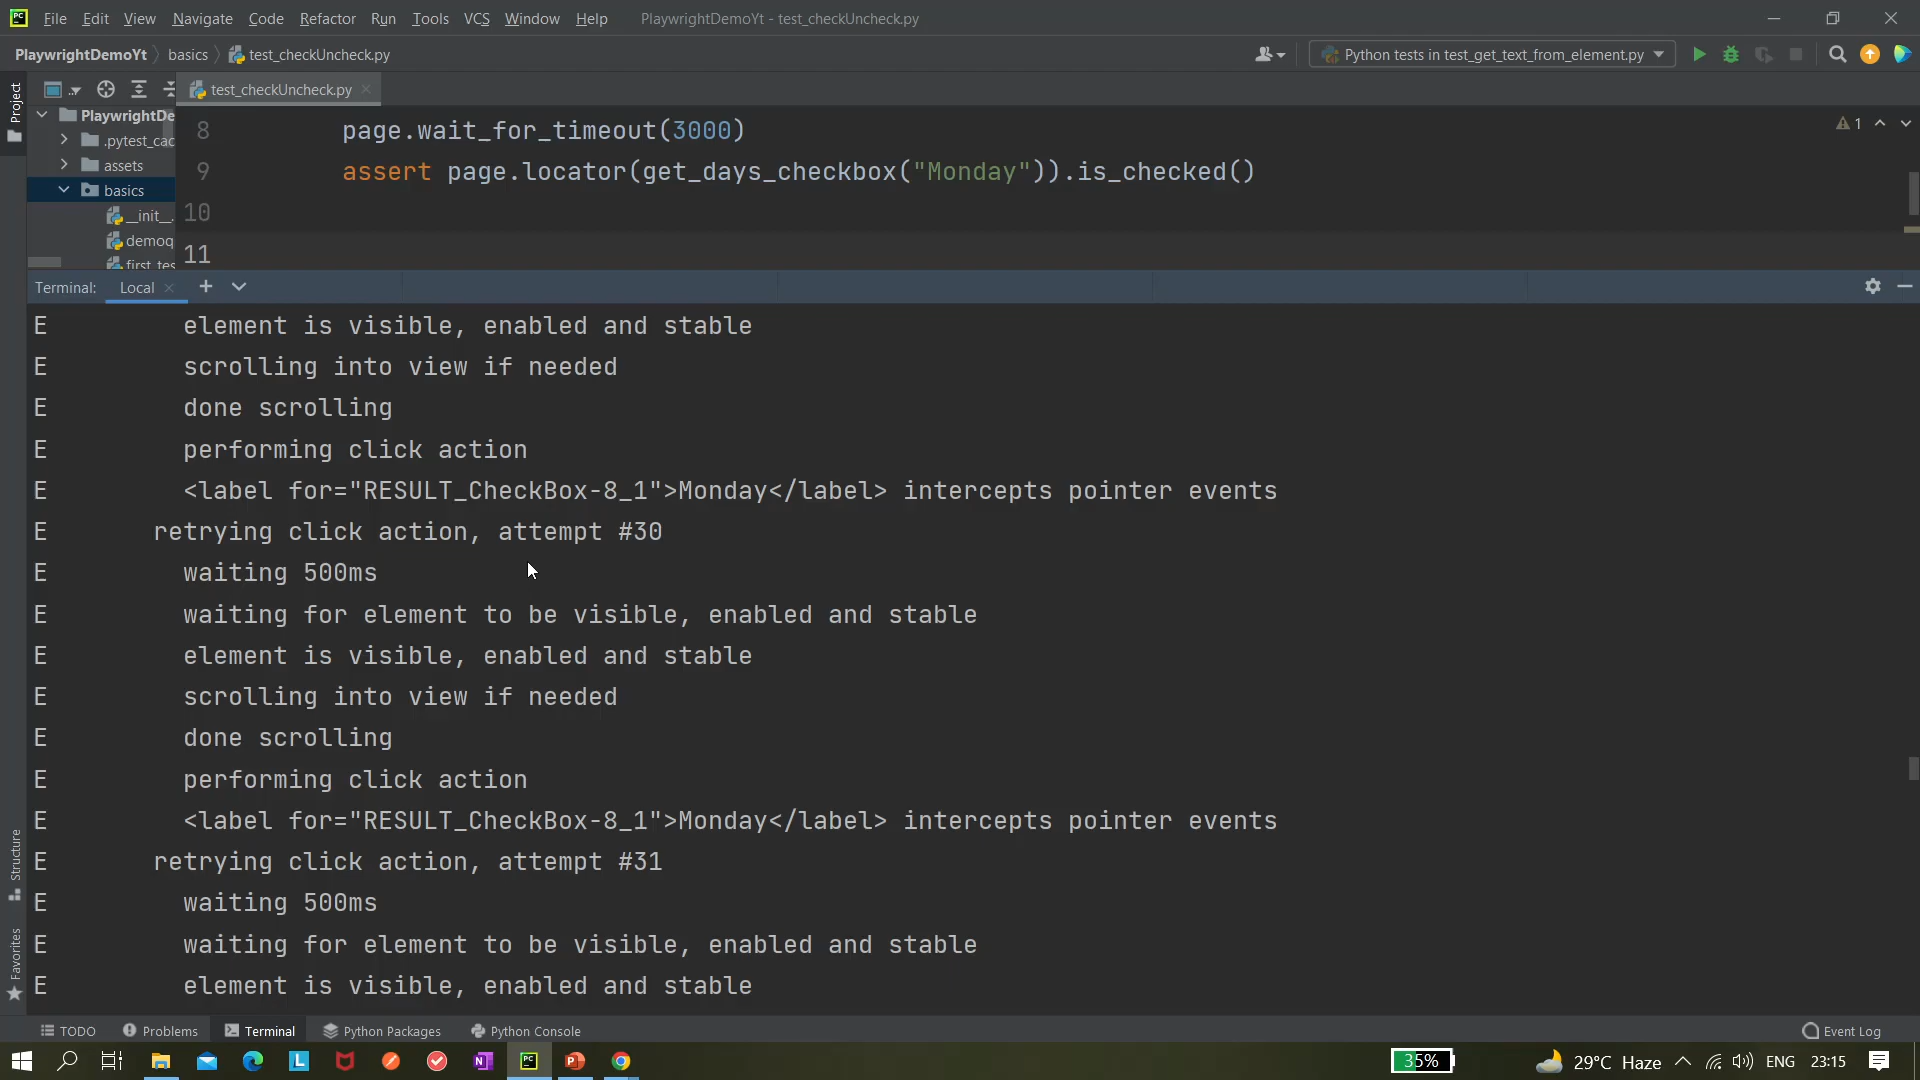 File Edit View Navigate Code Refactor Run Tools VCS Window Help PlaywrightDemoYt - test_checkUncheck.py
PlaywrightDemoYt basics test_checkUncheck.py Python tests in test_get_text_from_element.py
Project
test_checkUncheck.py
PlaywrightDe
.pytest_cac
assets
basics
__init__.
demoq
first_tes
8 page.wait_for_timeout(3000)
9 assert page.locator(get_days_checkbox("Monday")).is_checked()
10
11
1
Terminal: Local
E element is visible, enabled and stable
E scrolling into view if needed
E done scrolling
E performing click action
E <label for="RESULT_CheckBox-8_1">Monday</label> intercepts pointer events
E retrying click action, attempt #30
E waiting 500ms
E waiting for element to be visible, enabled and stable
E element is visible, enabled and stable
E scrolling into view if needed
E done scrolling
E performing click action
E <label for="RESULT_CheckBox-8_1">Monday</label> intercepts pointer events
E retrying click action, attempt #31
E waiting 500ms
E waiting for element to be visible, enabled and stable
E element is visible, enabled and stable
Structure
Favorites
TODO Problems Terminal Python Packages Python Console Event Log
35% 29°C Haze ENG 23:15